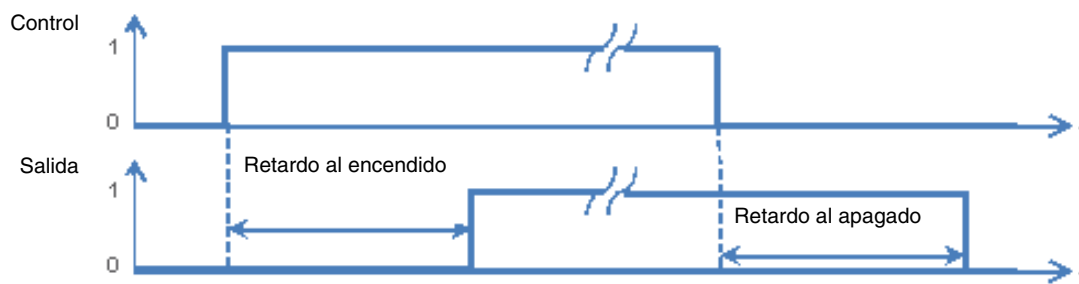 Control
1
0
Salida
Retardo al encendido
1
Retardo al apagado
0